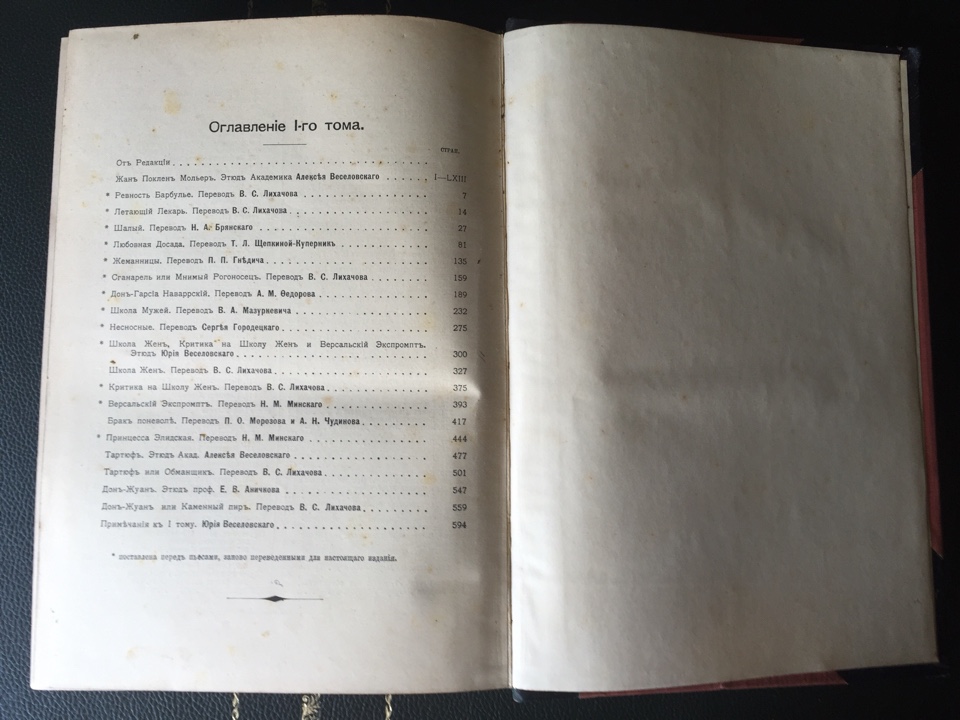 Оглавленіе I-го тома.
СТРАН.
Отъ Редакціи . . . . . . . . . . . . . . . . . . . . . . . .
Жанъ Покленъ Мольеръ. Этюдъ Академика Алексѣя Веселовскаго . . . . . . I—LXIII
* Ревность Барбулье. Переводъ В. С. Лихачова . . . . . . . . . . . . . . 7
* Летающій Лекарь. Переводъ В. С. Лихачова . . . . . . . . . . . . . . . 14
* Шалый. Переводъ Н. А. Брянскаго . . . . . . . . . . . . . . . . . . 27
* Любовная Досада. Переводъ Т. Л. Щепкиной-Куперникъ . . . . . . . . . . 81
* Жеманницы. Переводъ П. П. Гнѣдича . . . . . . . . . . . . . . . . . 135
* Сганарель или Мнимый Рогоносецъ. Переводъ В. С. Лихачова . . . . . . . . 159
* Донъ-Гарсіа Наваррскій. Переводъ А. М. Ѳедорова . . . . . . . . . . . . 189
* Школа Мужей. Переводъ В. А. Мазуркевича . . . . . . . . . . . . . . . 232
* Несносные. Переводъ Сергѣя Городецкаго . . . . . . . . . . . . . . . . 275
* Школа Женъ, Критика на Школу Женъ и Версальскій Экспромптъ.
Этюдъ Юрія Веселовскаго . . . . . . . . . . . . . . . . . . . . . 300
Школа Женъ. Переводъ В. С. Лихачова . . . . . . . . . . . . . . . . . 327
* Критика на Школу Женъ. Переводъ В. С. Лихачова . . . . . . . . . . . . 375
* Версальскій Экспромптъ. Переводъ Н. М. Минскаго . . . . . . . . . . . . 393
Бракъ поневолѣ. Переводъ П. О. Морозова и А. Н. Чудинова . . . . . . . . 417
* Принцесса Элидская. Переводъ Н. М. Минскаго . . . . . . . . . . . . . 444
Тартюфъ. Этюдъ Акад. Алексѣя Веселовскаго . . . . . . . . . . . . . . . 477
Тартюфъ или Обманщикъ. Переводъ В. С. Лихачова . . . . . . . . . . . . 501
Донъ-Жуанъ. Этюдъ проф. Е. В. Аничкова . . . . . . . . . . . . . . . . 547
Донъ-Жуанъ или Каменный пиръ. Переводъ В. С. Лихачова . . . . . . . . . 559
Примѣчанія къ I тому. Юрія Веселовскаго . . . . . . . . . . . . . . . . . 594
* поставлена передъ пьесами, заново переведенными для настоящаго изданія.